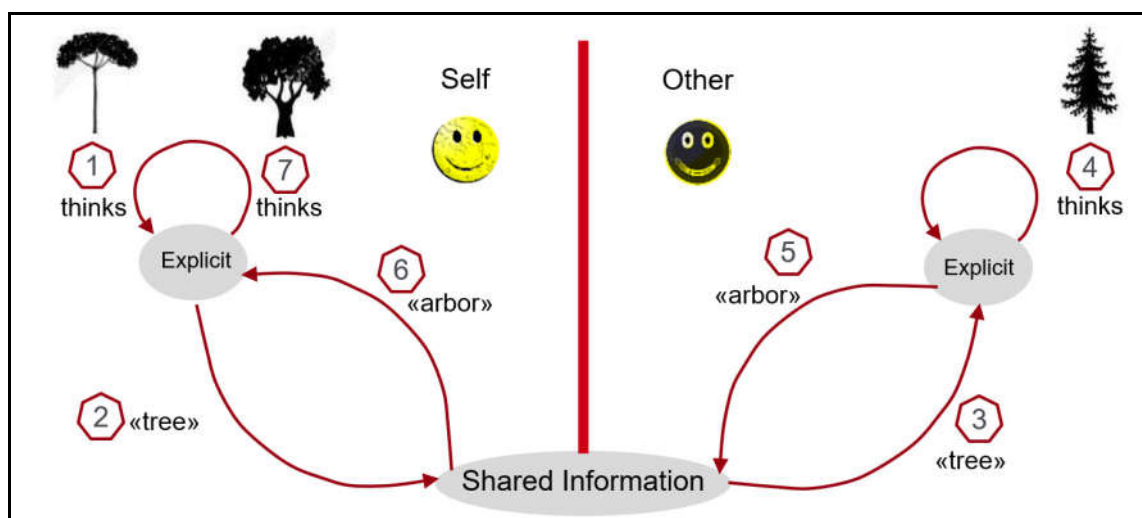 Self
Other
1
7
4
thinks
thinks
thinks
Explicit
Explicit
6
«arbor»
5
«arbor»
2 «tree»
3
«tree»
Shared Information